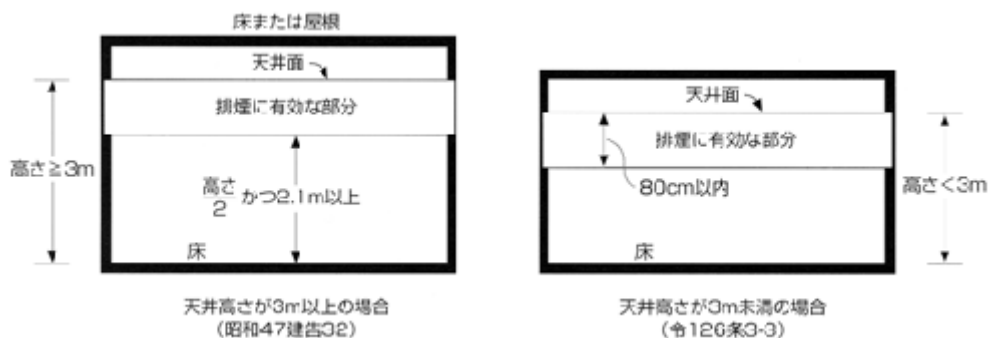 床または屋根
天井面
排煙に有効な部分
高さ≧3m
高さ/2 かつ2.1m以上
床
天井高さが3m以上の場合
（昭和47建告32）
天井面
排煙に有効な部分
80cm以内
高さ<3m
床
天井高さが3m未満の場合
（令126条3-3）